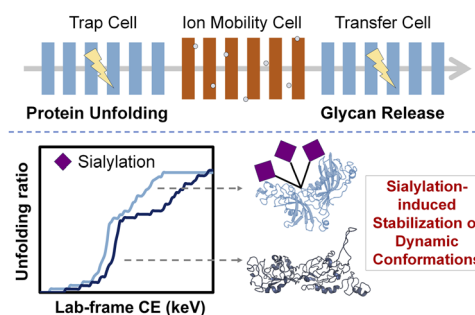 Trap Cell
Ion Mobility Cell
Transfer Cell
Protein Unfolding
Glycan Release
Unfolding ratio
Sialylation
Lab-frame CE (keV)
Sialylation-
induced
Stabilization o
Dynamic
Conformations